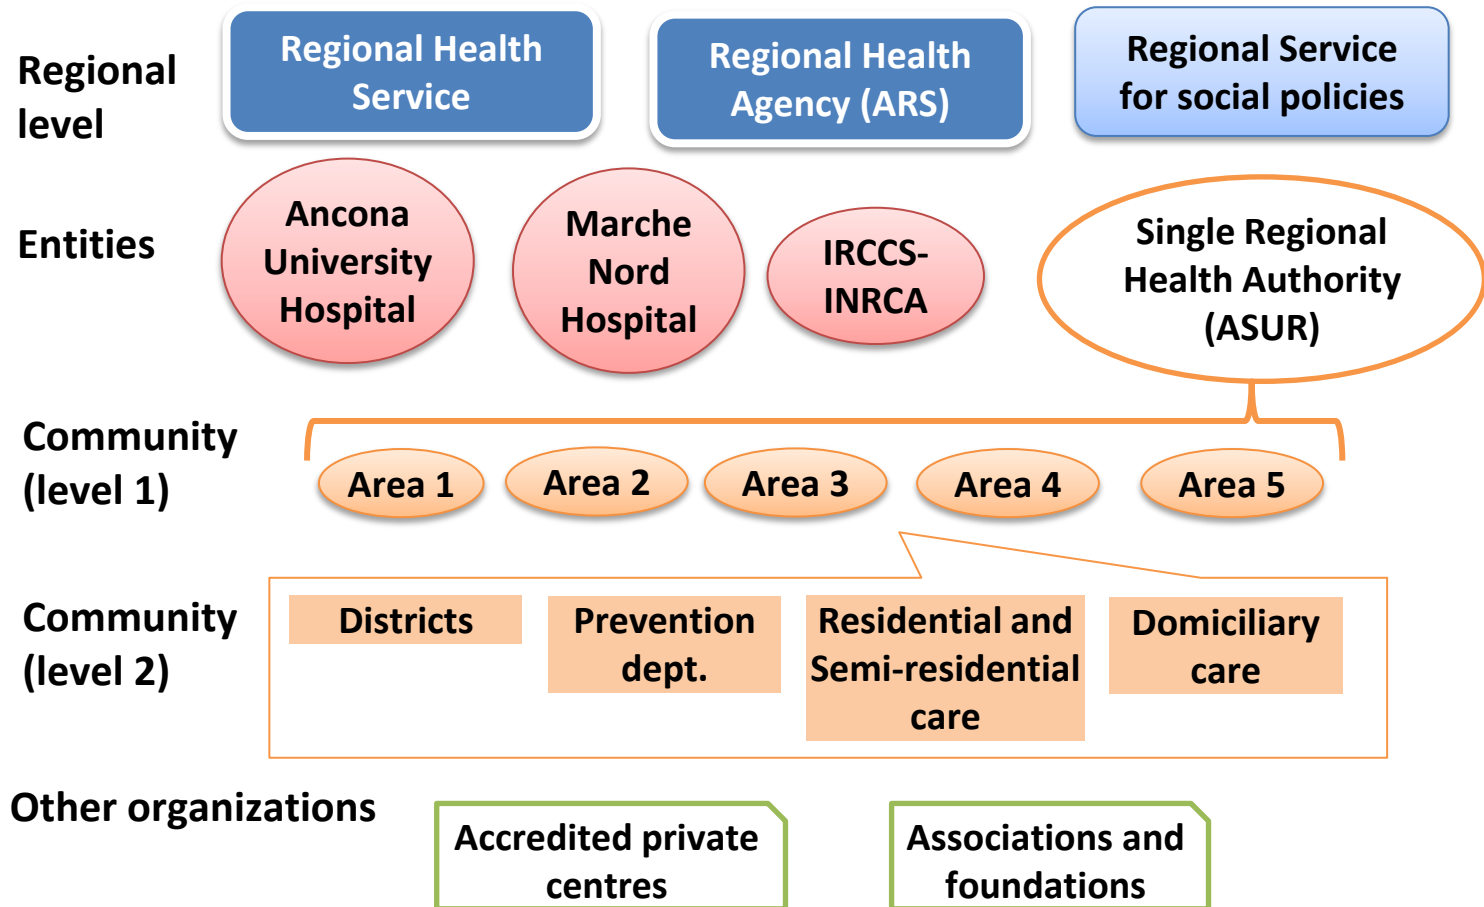 Regional
level
Regional Health
Service
Regional Health
Agency (ARS)
Regional Service
for social policies
Entities
Ancona
University
Hospital
Marche
Nord
Hospital
IRCCS-
INRCA
Single Regional
Health Authority
(ASUR)
Community
(level 1)
Area 1
Area 2
Area 3
Area 4
Area 5
Community
(level 2)
Districts
Prevention
dept.
Residential and
Semi-residential
care
Domiciliary
care
Other organizations
Accredited private
centres
Associations and
foundations